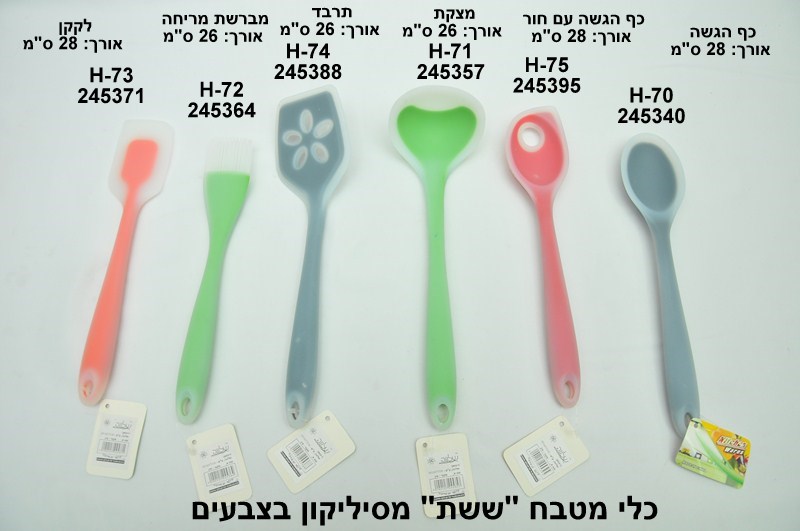 לקקן
אורך: 28 ס"מ
H-73
245371
מברשת מריחה
אורך: 26 ס"מ
H-72
245364
תרבד
אורך: 26 ס"מ
H-74
245388
מצקת
אורך: 26 ס"מ
H-71
245357
כף הגשה עם חור
אורך: 28 ס"מ
H-75
245395
כף הגשה
אורך: 28 ס"מ
H-70
245340
כלי מטבח "ששת" מסיליקון בצבעים